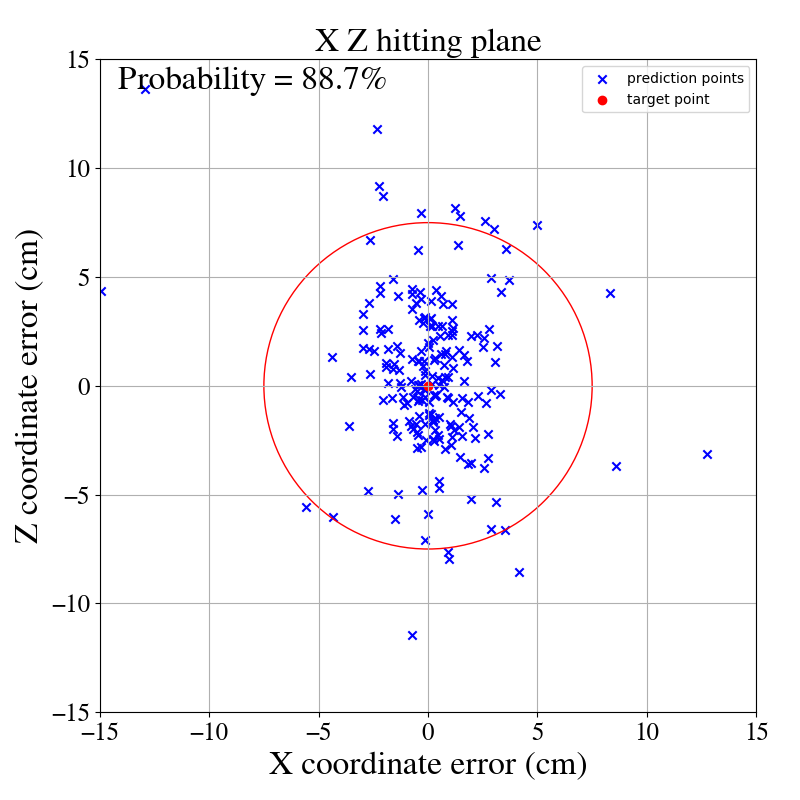 X Z hitting plane
Probability = 88.7%
prediction points
target point
Z coordinate error (cm)
15
10
5
0
−5
−10
−15
−15
−10
−5
0
5
10
15
X coordinate error (cm)